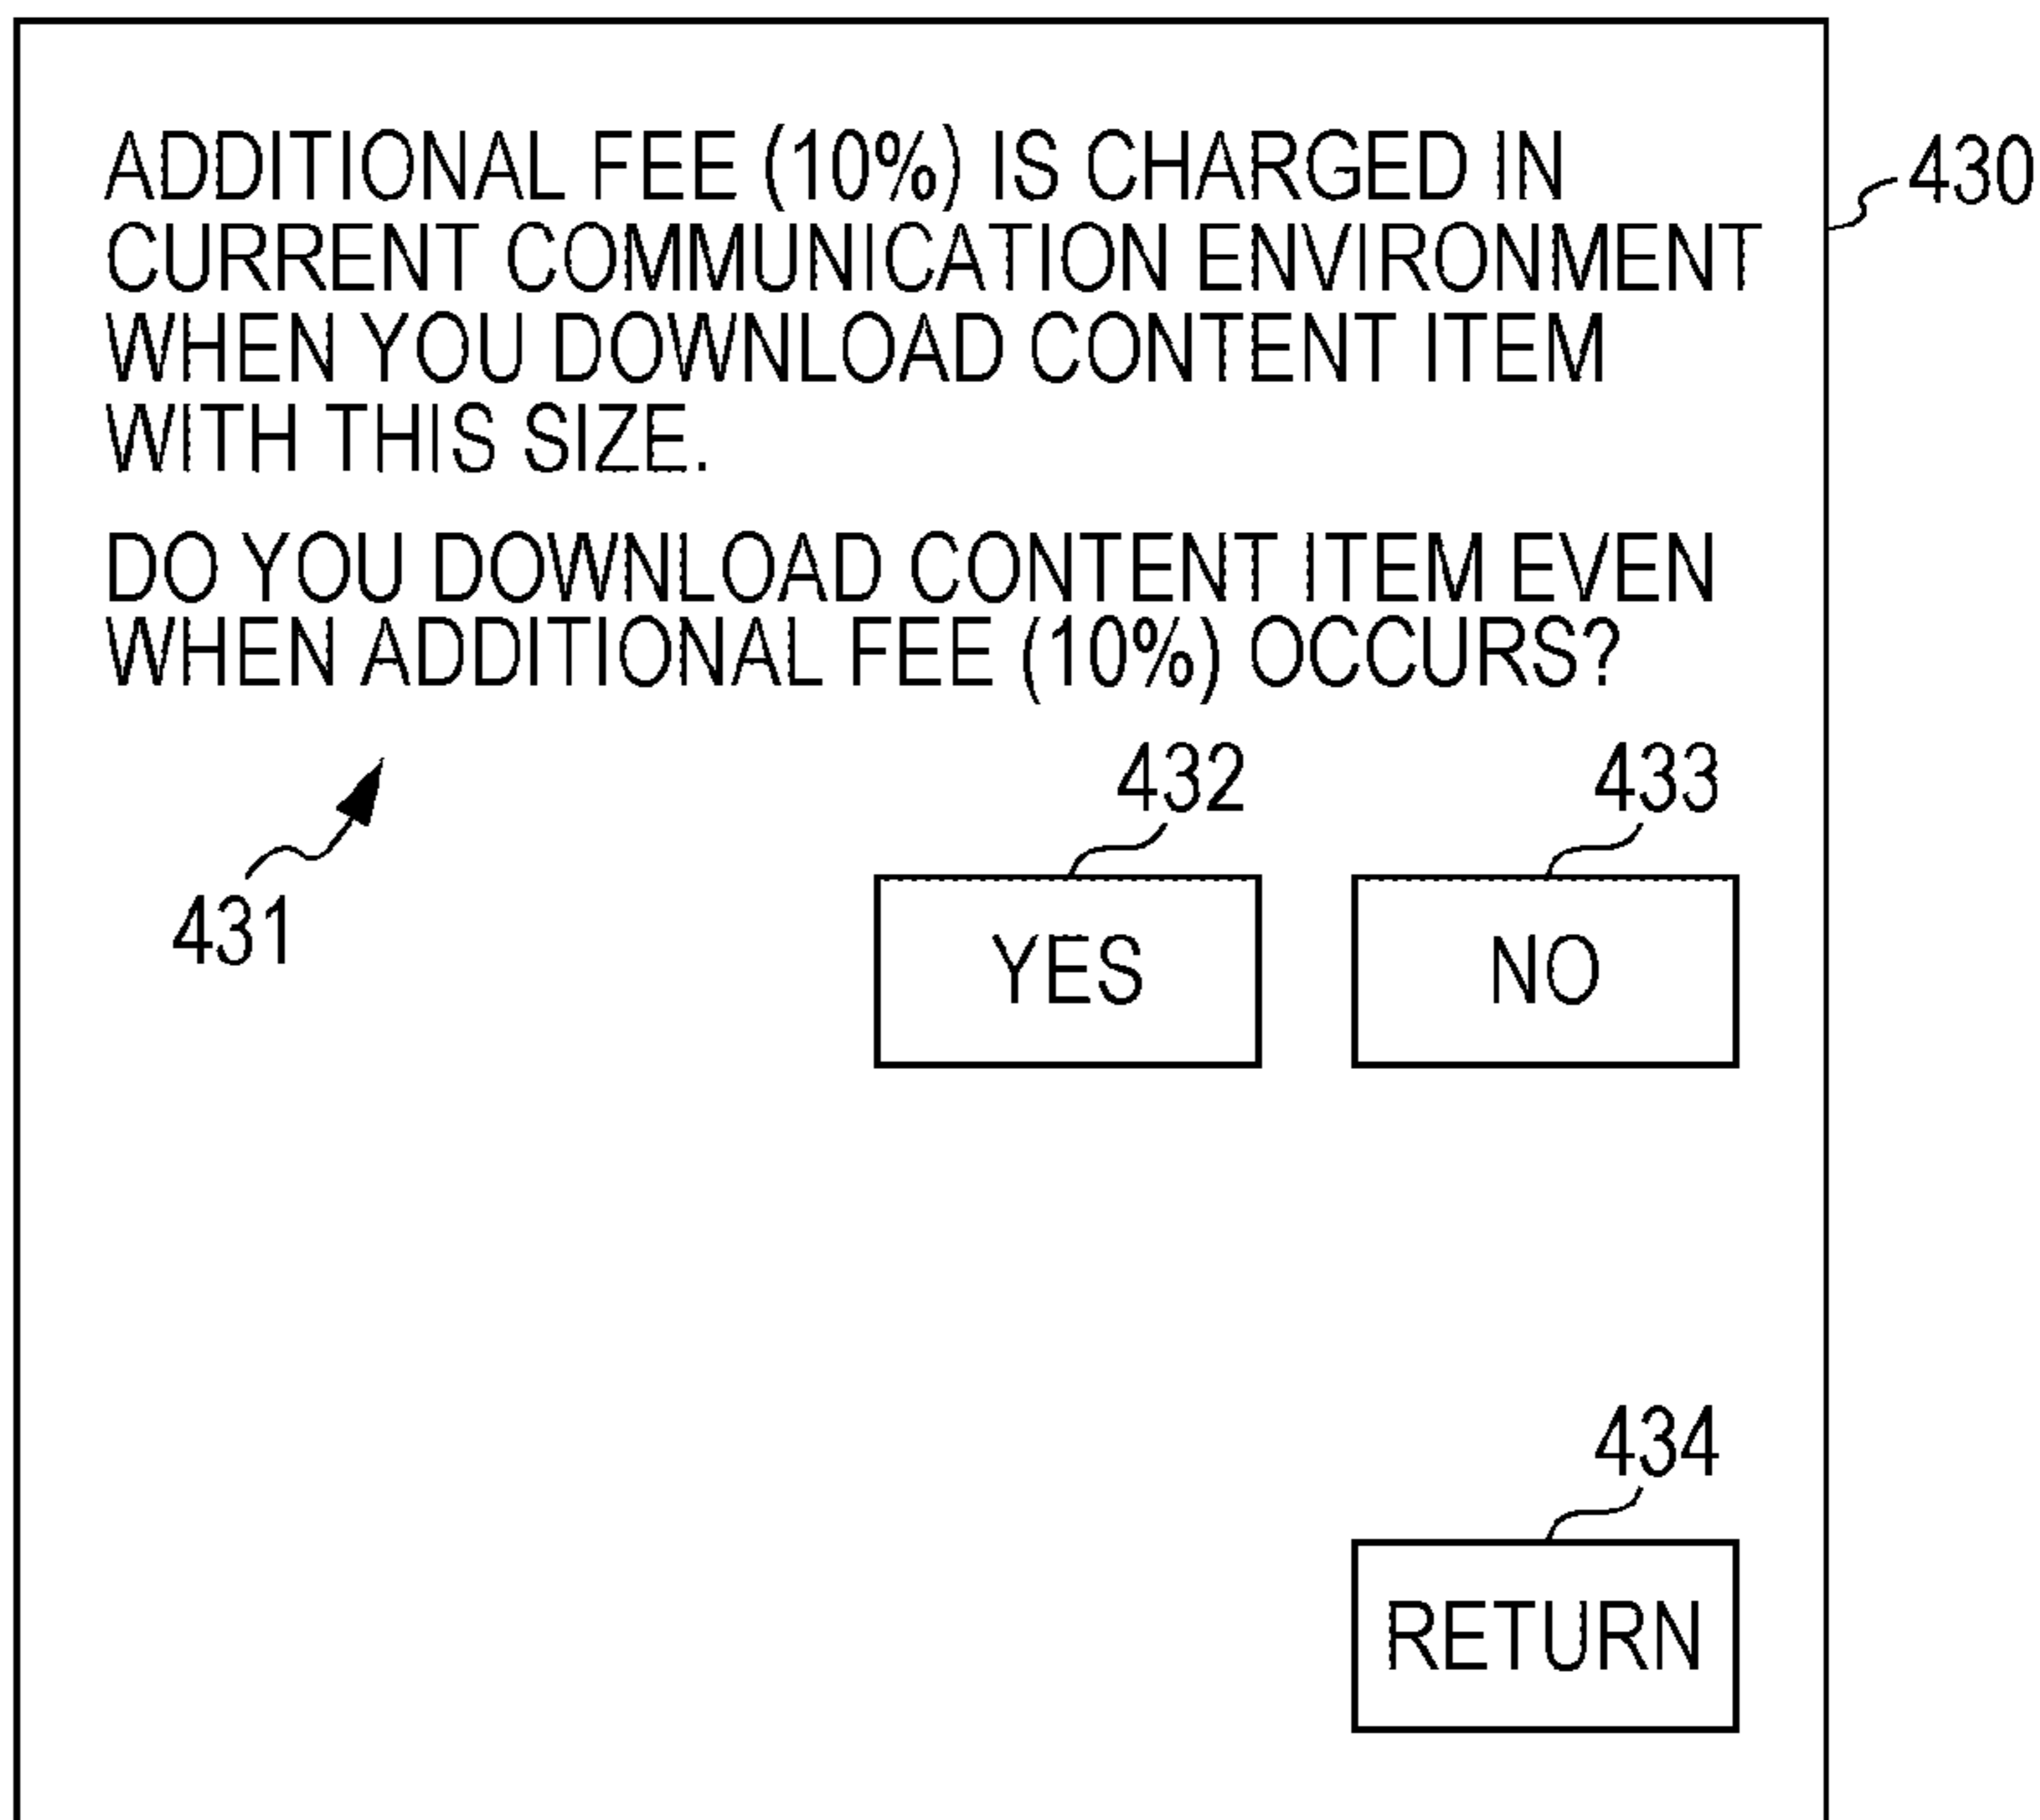 ADDITIONAL FEE (10%) IS CHARGED IN
CURRENT COMMUNICATION ENVIRONMENT
WHEN YOU DOWNLOAD CONTENT ITEM
WITH THIS SIZE.
430
DO YOU DOWNLOAD CONTENT ITEM EVEN
WHEN ADDITIONAL FEE (10%) OCCURS?
432
433
431
YES
NO
434
RETURN